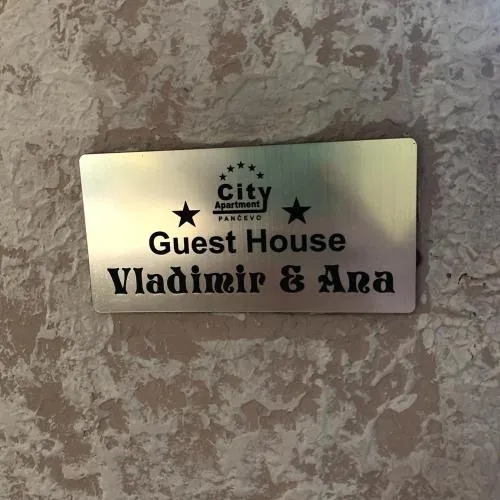 City
Apartment
PANČEVO
Guest House
Vladimir & Ana